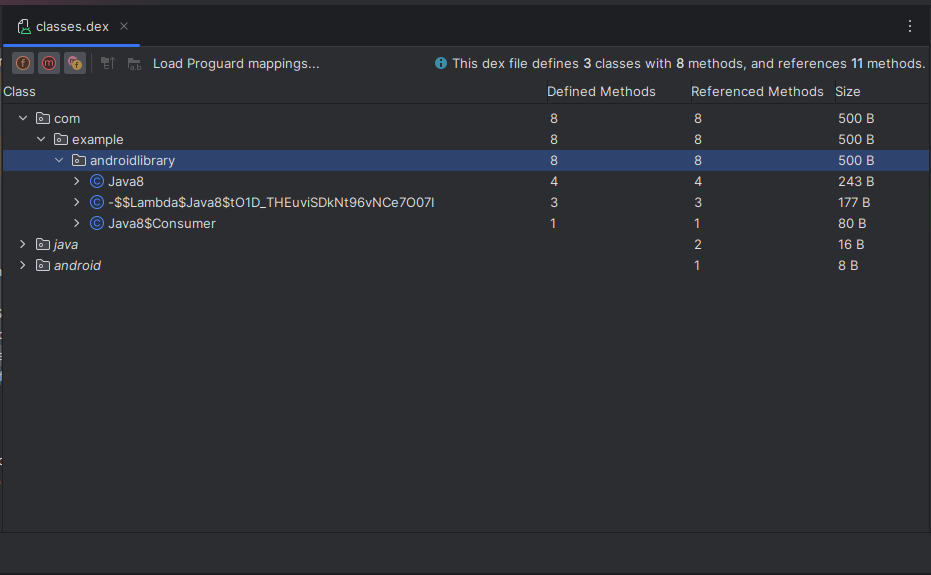 classes.dex
Load Proguard mappings... This dex file defines 3 classes with 8 methods, and references 11 methods.
Class Defined Methods Referenced Methods Size
com 8 8 500 B
example 8 8 500 B
androidlibrary 8 8 500 B
Java8 4 4 243 B
-$$Lambda$Java8$tO1D_THEuviSDkNt96vNCe7O07I 3 3 177 B
Java8$Consumer 1 1 80 B
java 2 16 B
android 1 8 B